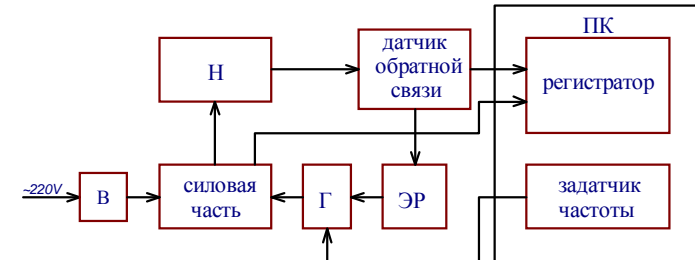 ПК
датчик
обратной
связи
Н
регистратор
~220V
В
силовая
часть
Г
ЭР
задатчик
частоты